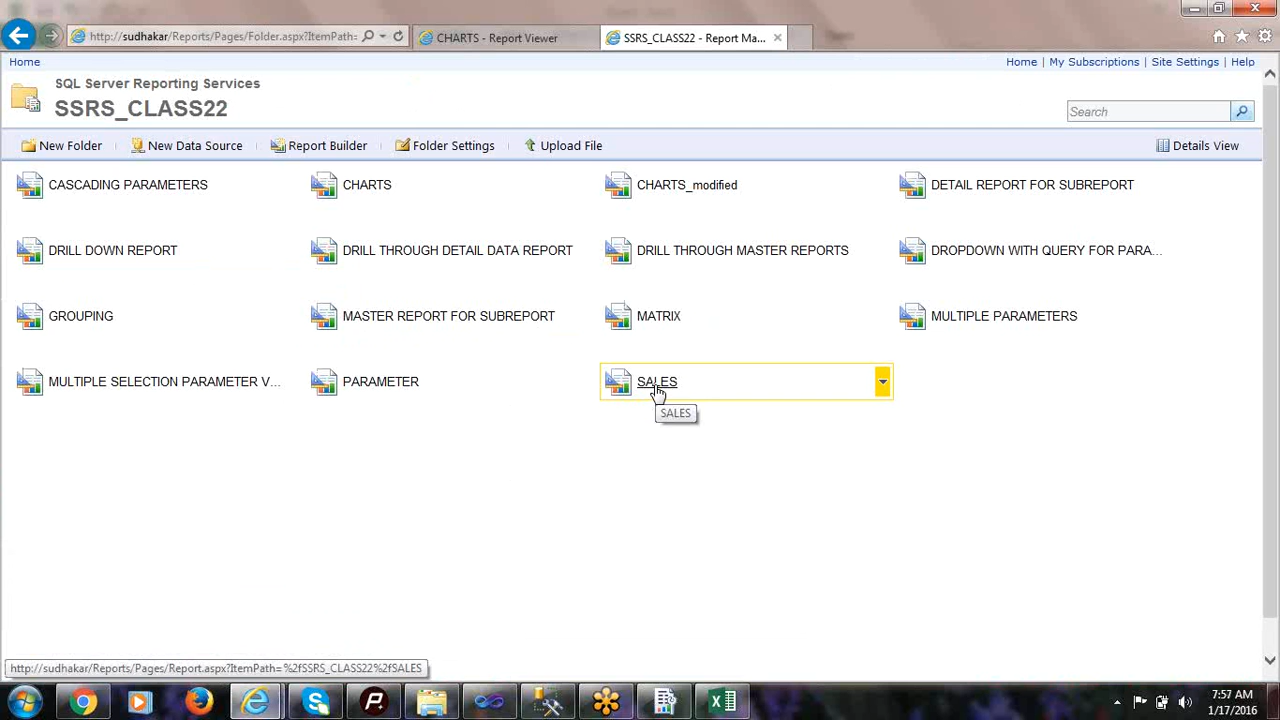 http://sudhakar/Reports/Pages/Folder.aspx?ItemPath=
CHARTS - Report Viewer
SSRS_CLASS22 - Report Ma...
Home
Home | My Subscriptions | Site Settings | Help
SQL Server Reporting Services
SSRS_CLASS22
Search
New Folder
New Data Source
Report Builder
Folder Settings
Upload File
Details View
CASCADING PARAMETERS
CHARTS
CHARTS_modified
DETAIL REPORT FOR SUBREPORT
DRILL DOWN REPORT
DRILL THROUGH DETAIL DATA REPORT
DRILL THROUGH MASTER REPORTS
DROPDOWN WITH QUERY FOR PARA...
GROUPING
MASTER REPORT FOR SUBREPORT
MATRIX
MULTIPLE PARAMETERS
MULTIPLE SELECTION PARAMETER V...
PARAMETER
SALES
SALES
http://sudhakar/Reports/Pages/Report.aspx?ItemPath=%2fSSRS_CLASS22%2fSALES
7:57 AM
1/17/2016